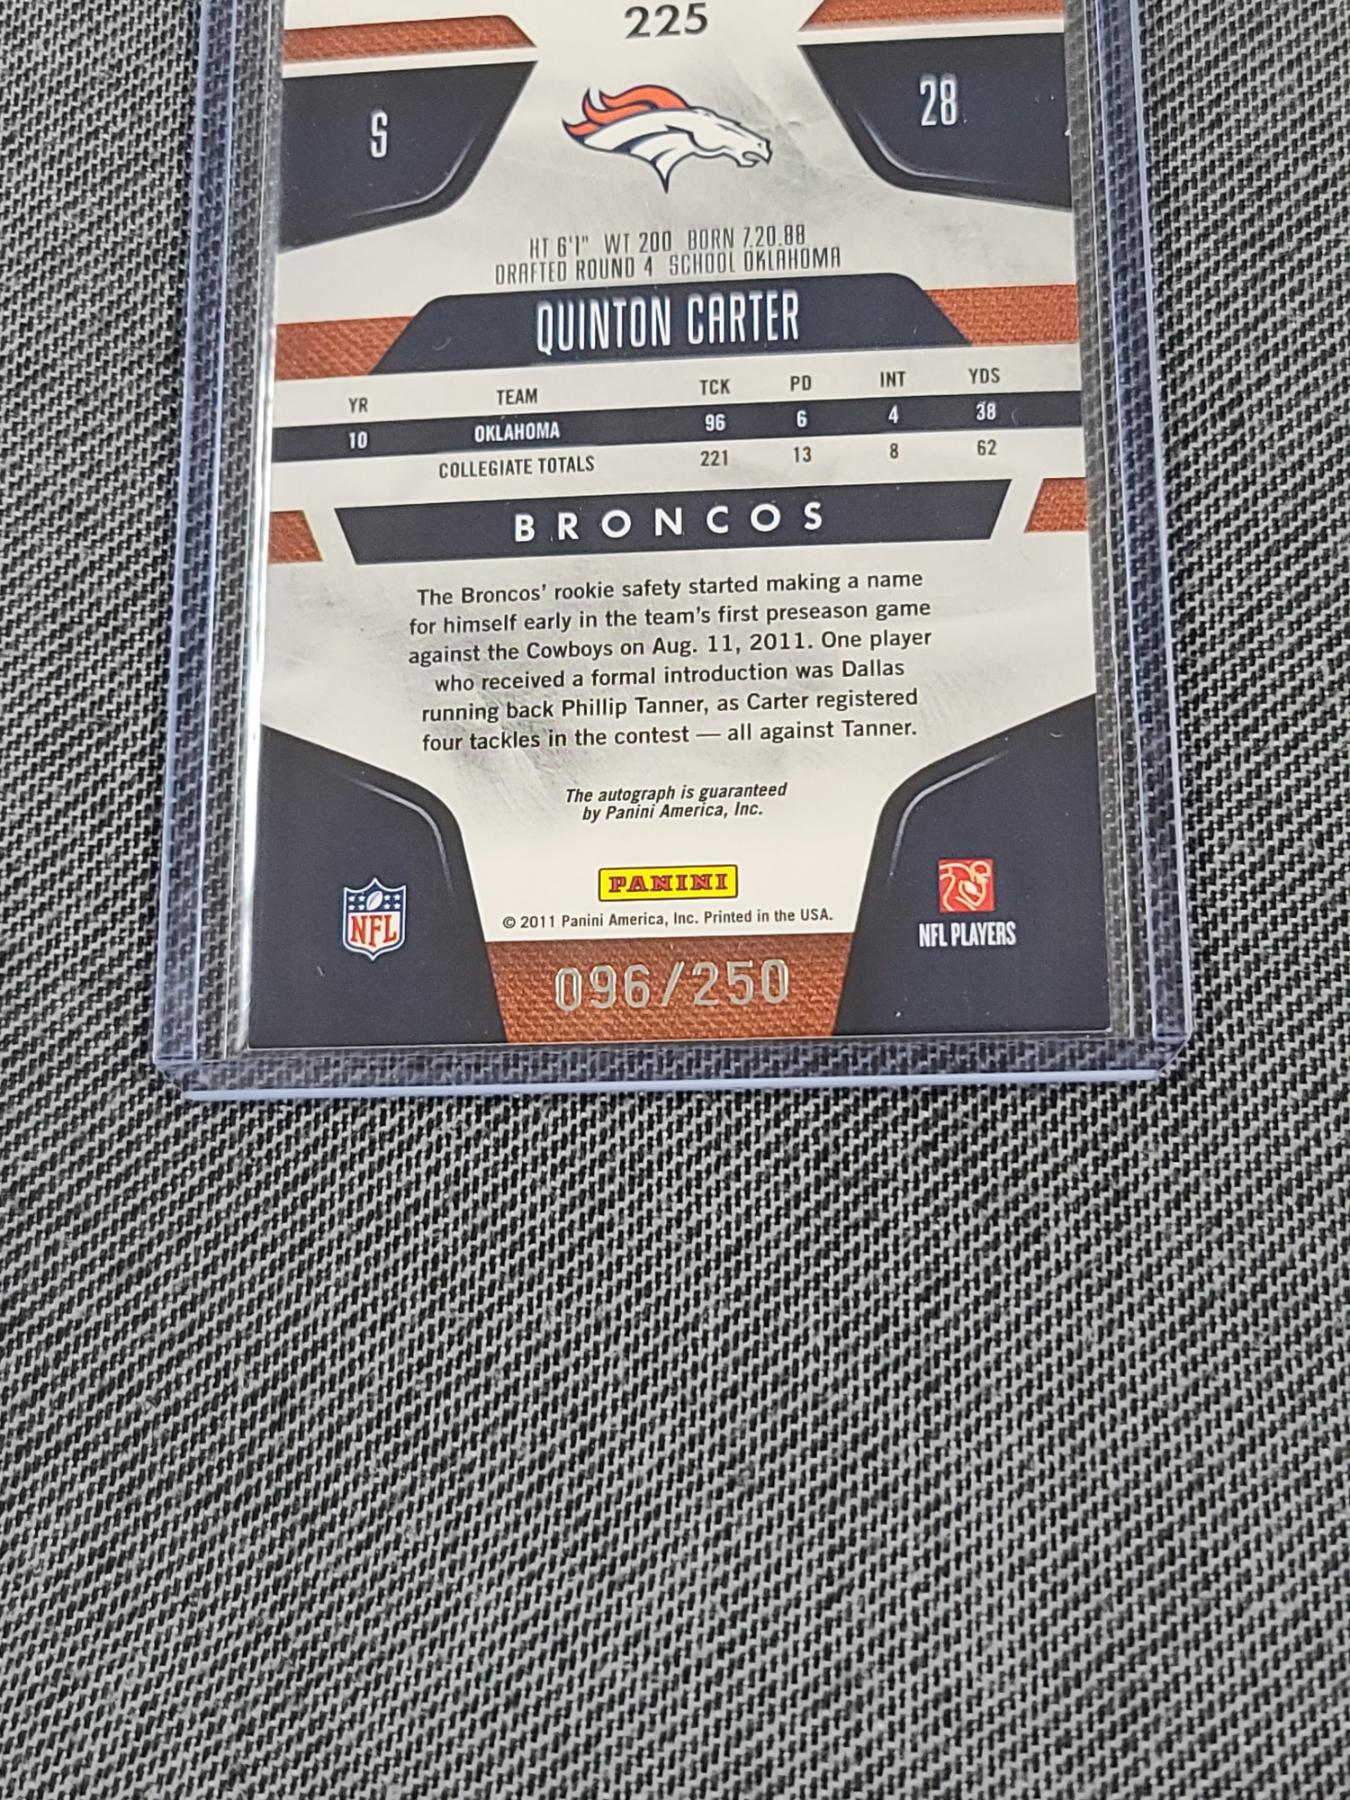 225
S
28
HT 6'1" WT 200 BORN 7.20.88
DRAFTED ROUND 4 SCHOOL OKLAHOMA
QUINTON CARTER
YR TEAM TCK PD INT YDS
10 OKLAHOMA 96 6 4 38
COLLEGIATE TOTALS 221 13 8 62
BRONCOS
The Broncos' rookie safety started making a name
for himself early in the team's first preseason game
against the Cowboys on Aug. 11, 2011. One player
who received a formal introduction was Dallas
running back Phillip Tanner, as Carter registered
four tackles in the contest — all against Tanner.
The autograph is guaranteed
by Panini America, Inc.
PANINI
© 2011 Panini America, Inc. Printed in the USA.
NFL
NFL PLAYERS
096/250